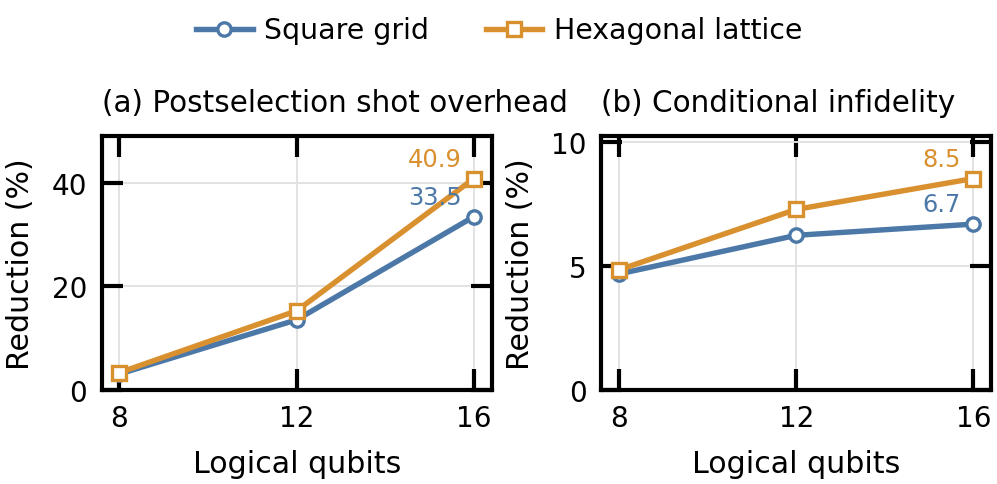 Square grid Hexagonal lattice
(a) Postselection shot overhead
Reduction (%)
40
20
0
40.9
33.5
8 12 16
Logical qubits
(b) Conditional infidelity
Reduction (%)
10
5
0
8.5
6.7
8 12 16
Logical qubits